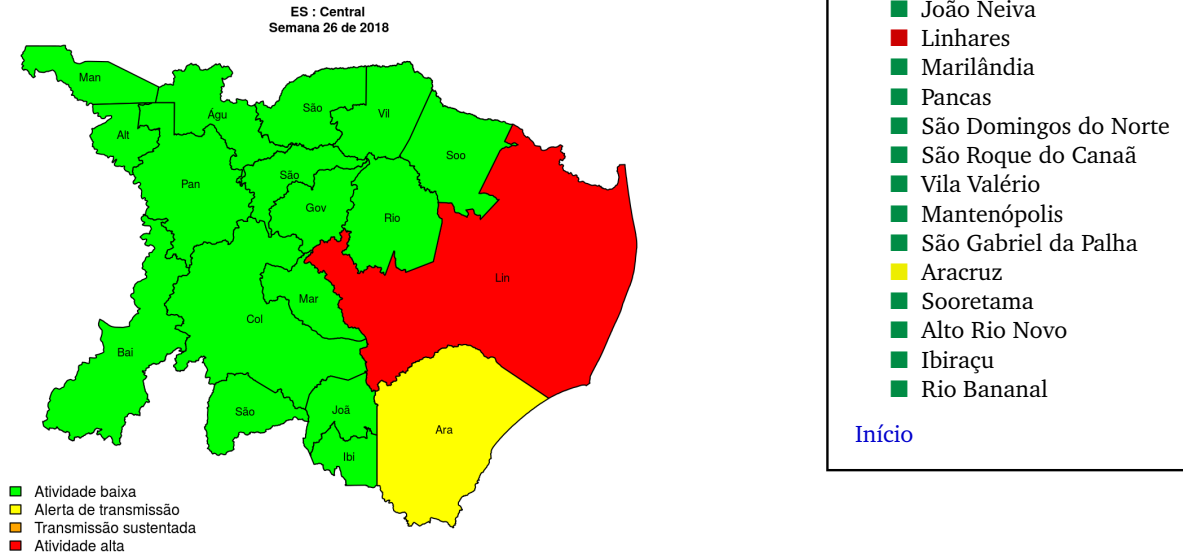 ES : Central
Semana 26 de 2018
Man
Águ
São
Vil
Alt
Soo
Pan
São
Gov
Rio
Lin
Mar
Col
Bai
São
Joã
Ara
Ibi
Atividade baixa
Alerta de transmissão
Transmissão sustentada
Atividade alta
João Neiva
Linhares
Marilândia
Pancas
São Domingos do Norte
São Roque do Canaã
Vila Valério
Mantenópolis
São Gabriel da Palha
Aracruz
Sooretama
Alto Rio Novo
Ibiraçu
Rio Bananal
Início